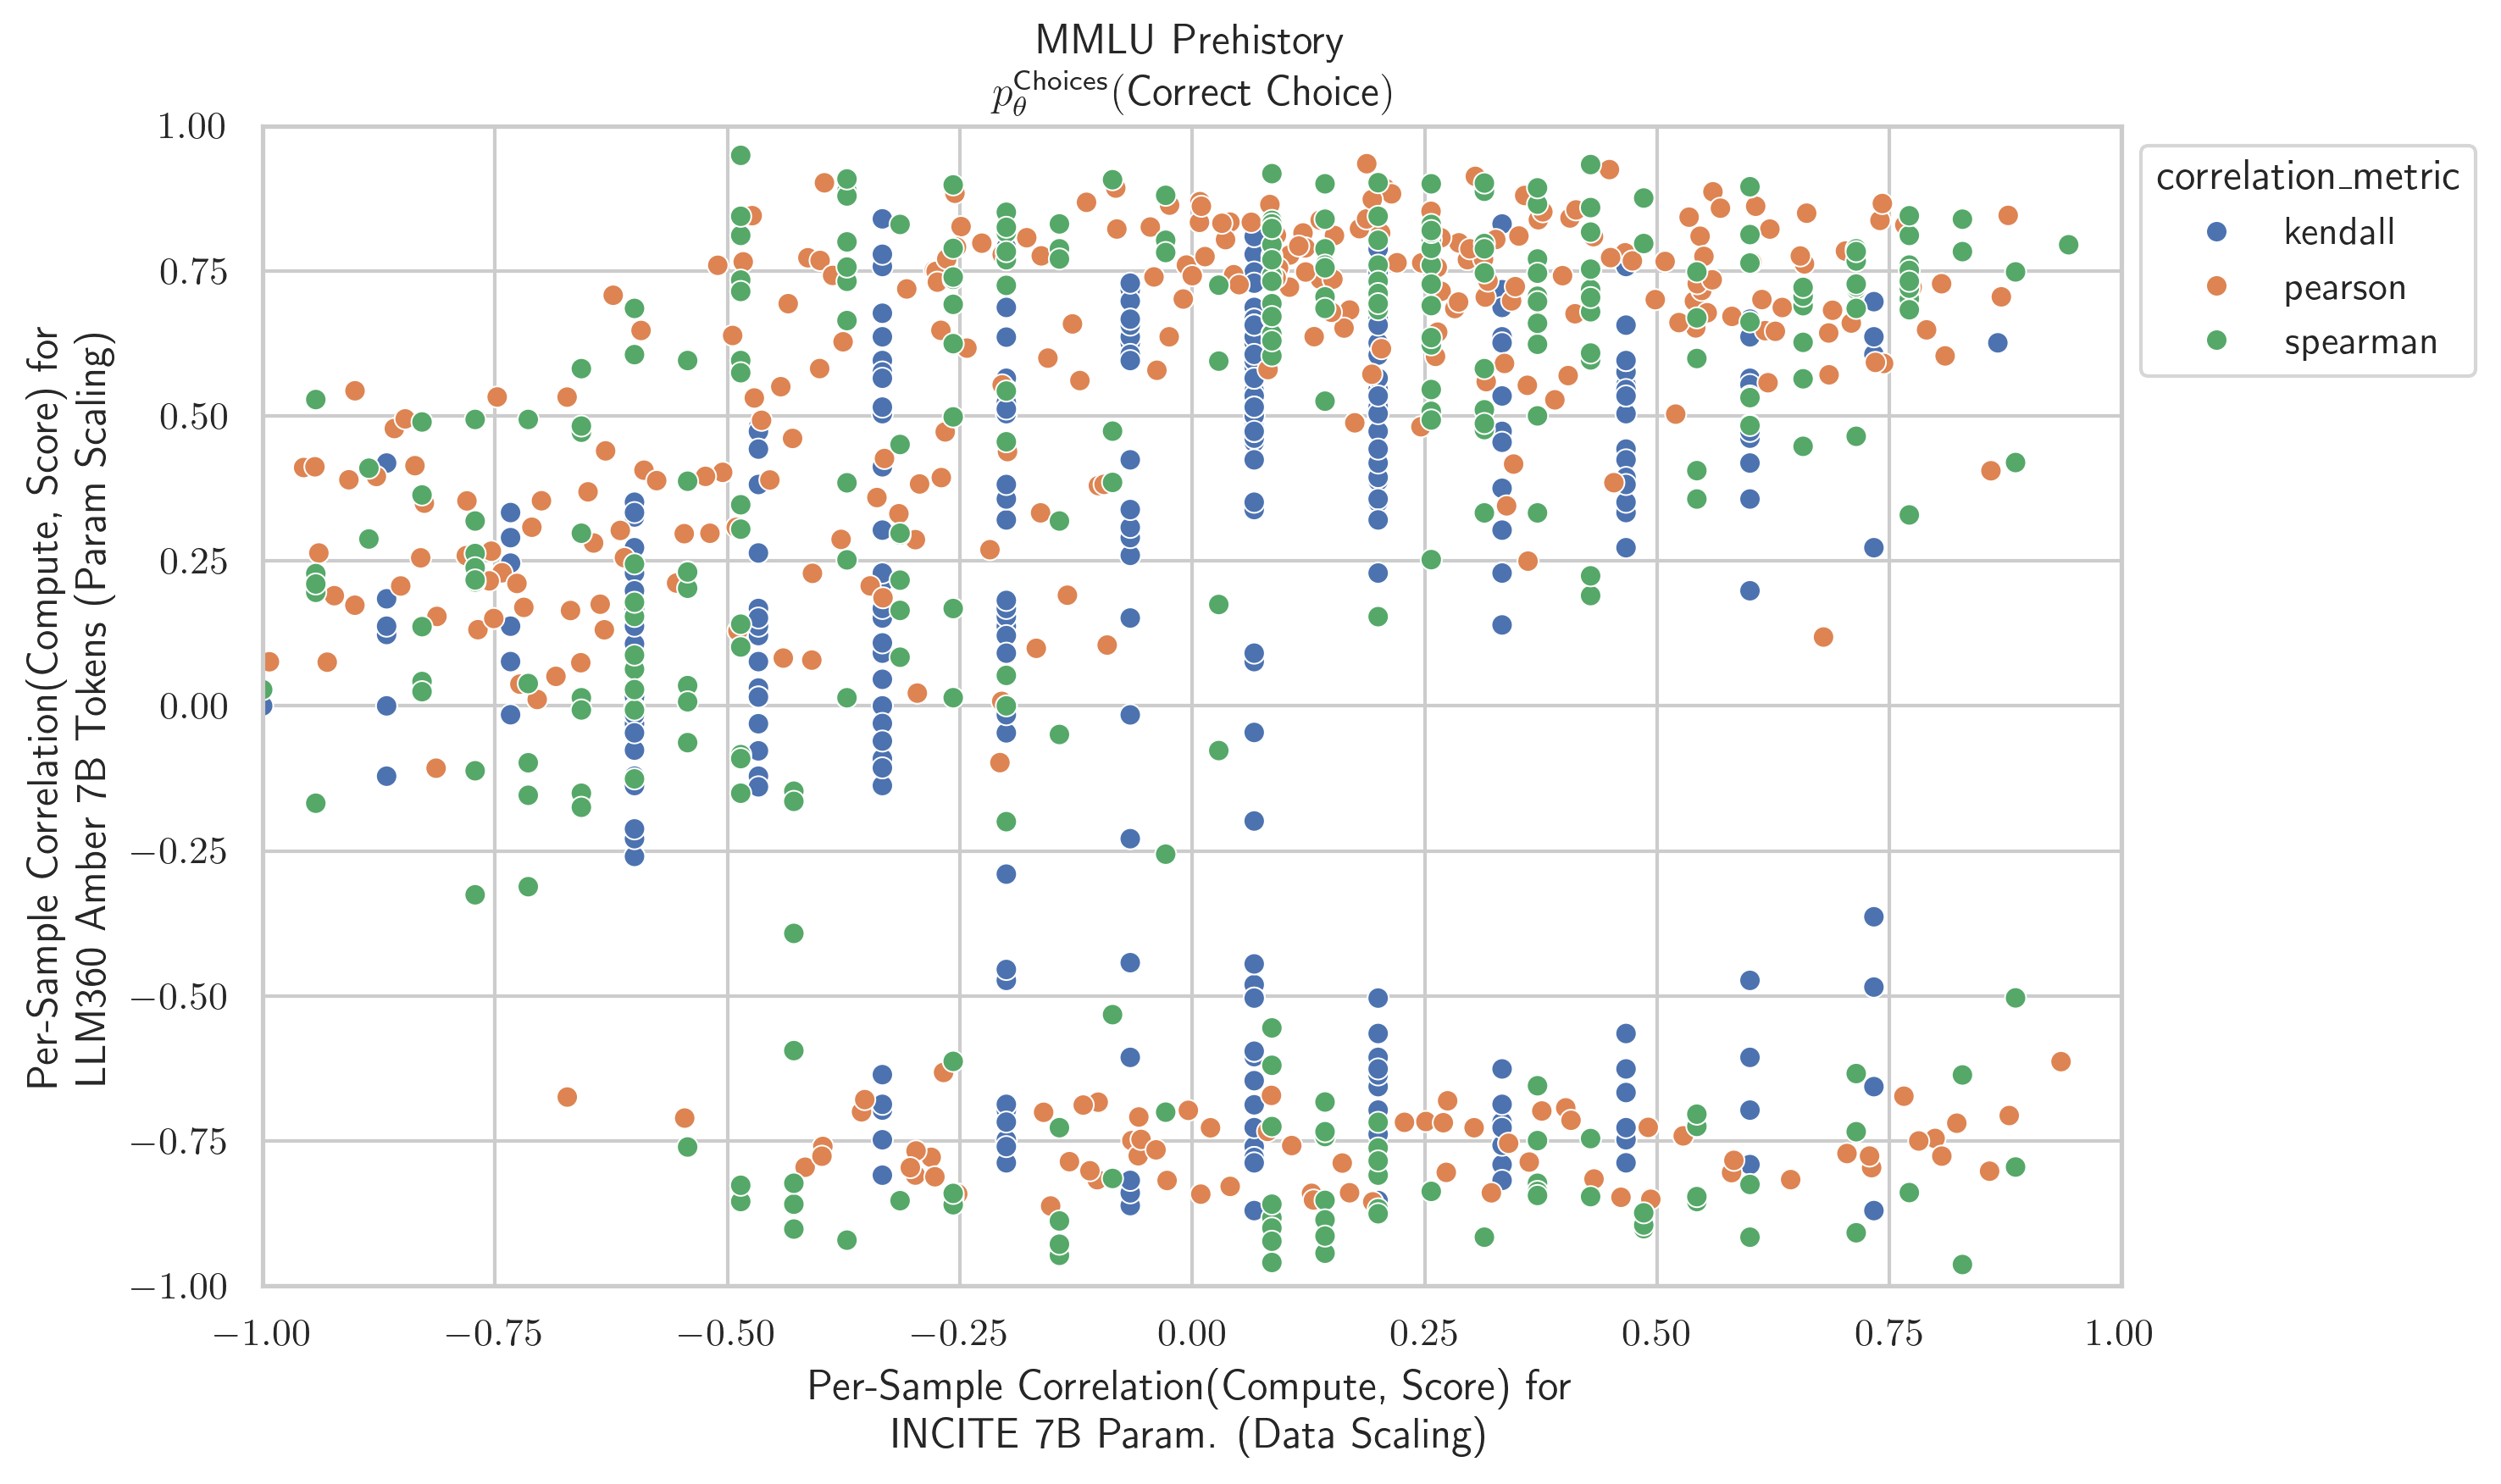 MMLU Prehistory
p_θ^Choices(Correct Choice)
Per-Sample Correlation(Compute, Score) for
LLM360 Amber 7B Tokens (Param Scaling)
1.00
0.75
0.50
0.25
0.00
−0.25
−0.50
−0.75
−1.00
−1.00 −0.75 −0.50 −0.25 0.00 0.25 0.50 0.75 1.00
Per-Sample Correlation(Compute, Score) for
INCITE 7B Param. (Data Scaling)
correlation_metric
kendall
pearson
spearman